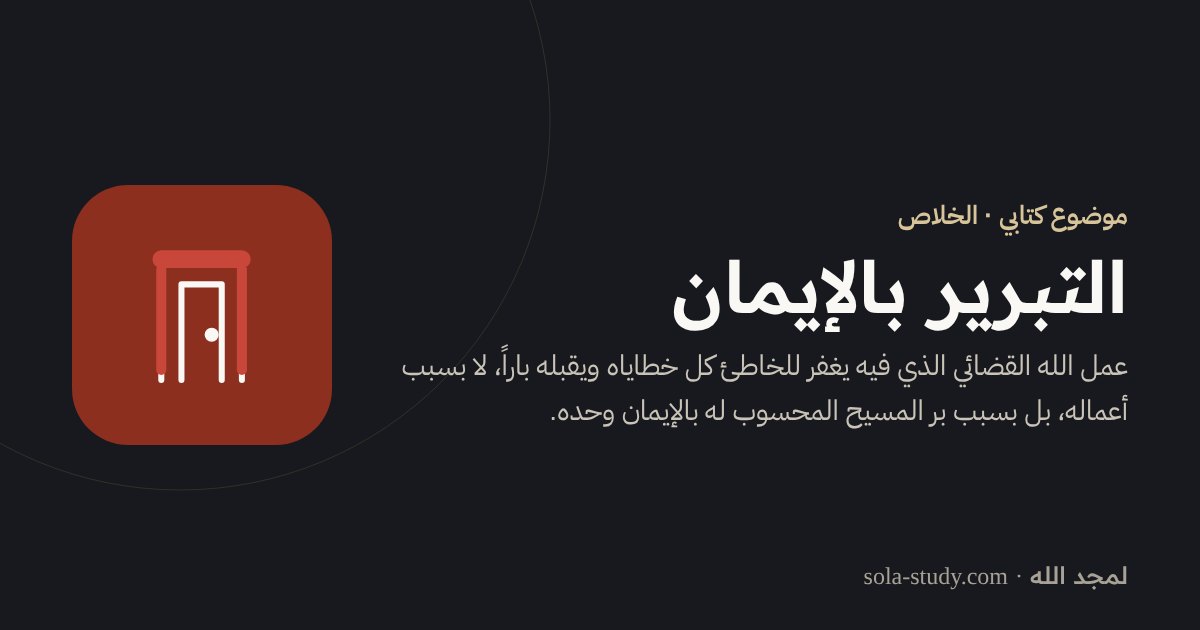 موضوع كتابي · الخلاص
التبرير بالإيمان
عمل الله القضائي الذي فيه يغفر للخاطئ كل خطاياه ويقبله باراً، لا بسبب
أعماله، بل بسبب بر المسيح المحسوب له بالإيمان وحده.
لمجد الله · sola-study.com